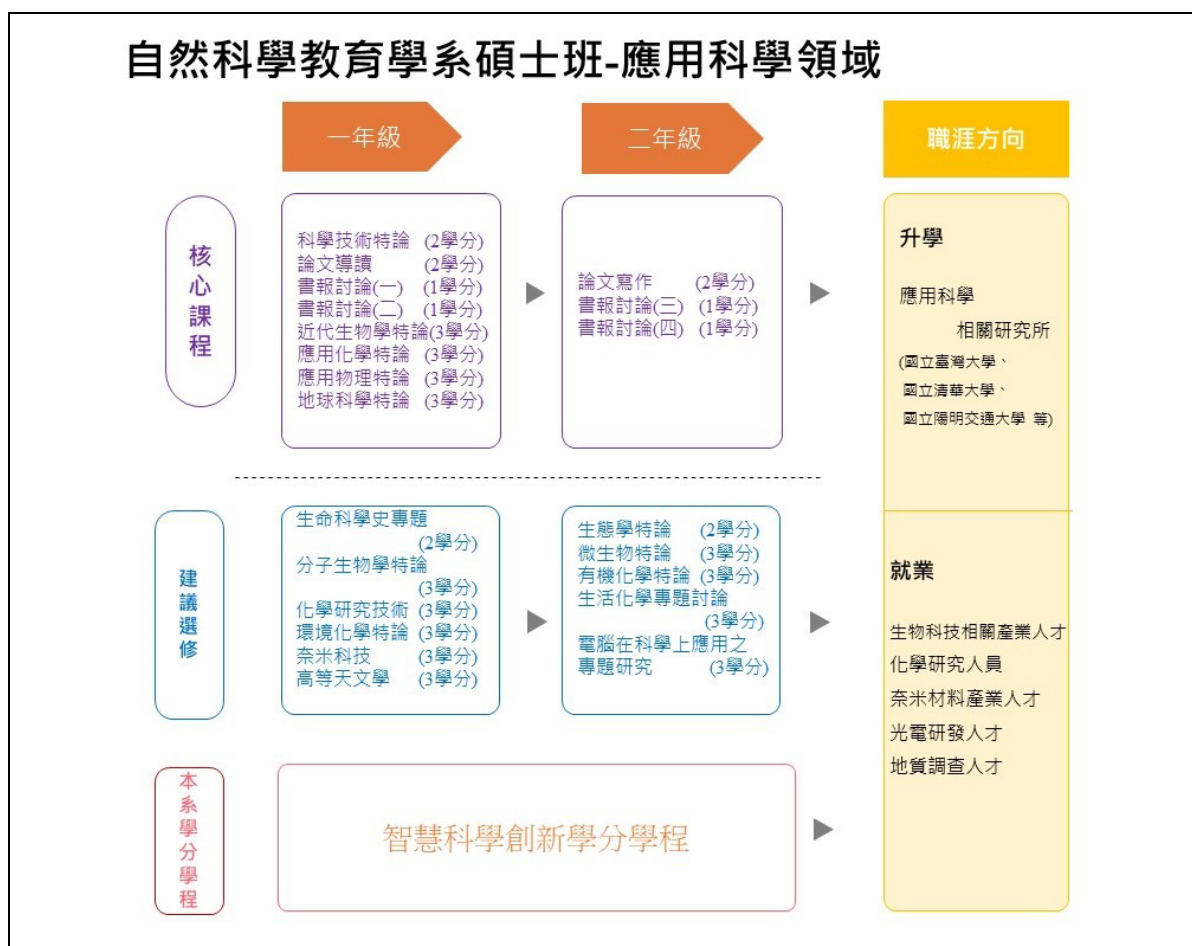 自然科學教育學系碩士班-應用科學領域
一年級
二年級
職涯方向
核心課程
科學技術特論 (2學分)
論文導讀 (2學分)
書報討論(一) (1學分)
書報討論(二) (1學分)
近代生物學特論(3學分)
應用化學特論 (3學分)
應用物理特論 (3學分)
地球科學特論 (3學分)
論文寫作 (2學分)
書報討論(三) (1學分)
書報討論(四) (1學分)
升學
應用科學
相關研究所
(國立臺灣大學、
國立清華大學、
國立陽明交通大學 等)
建議選修
生命科學史專題
(2學分)
分子生物學特論
(3學分)
化學研究技術 (3學分)
環境化學特論 (3學分)
奈米科技 (3學分)
高等天文學 (3學分)
生態學特論 (2學分)
微生物特論 (3學分)
有機化學特論 (3學分)
生活化學專題討論
(3學分)
電腦在科學上應用之
專題研究 (3學分)
就業
生物科技相關產業人才
化學研究人員
奈米材料產業人才
光電研發人才
地質調查人才
本系學分學程
智慧科學創新學分學程